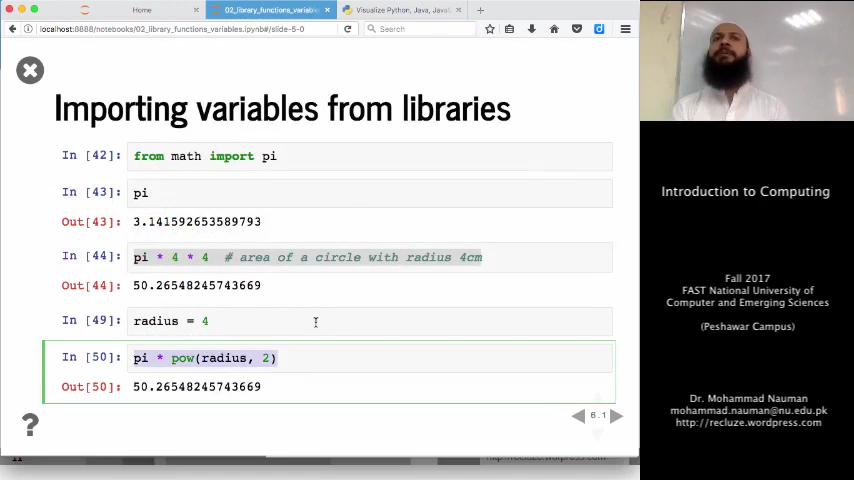 Home
02_library_functions_variables
Visualize Python, Java, JavaS
localhost:8888/notebooks/02_library_functions_variables.ipynb#/slide-5-0
Search
Importing variables from libraries
In [42]: from math import pi
In [43]: pi
Out[43]: 3.141592653589793
In [44]: pi * 4 * 4 # area of a circle with radius 4cm
Out[44]: 50.26548245743669
In [49]: radius = 4
In [50]: pi * pow(radius, 2)
Out[50]: 50.26548245743669
6.1
?
Introduction to Computing
Fall 2017
FAST National University of
Computer and Emerging Sciences
(Peshawar Campus)
Dr. Mohammad Nauman
mohammad.nauman@nu.edu.pk
http://recluze.wordpress.com